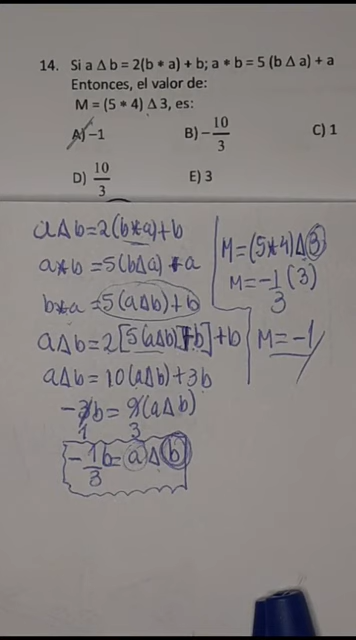 14. Si a Δ b = 2(b * a) + b; a * b = 5 (b Δ a) + a
Entonces, el valor de:
M = (5 * 4) Δ 3, es:
A) −1 B) −10/3 C) 1
D) 10/3 E) 3
aΔb=2(b*a)+b
a*b=5(bΔa)+a
b*a=5(aΔb)+b
aΔb=2[5(aΔb)+b]+b
aΔb=10(aΔb)+3b
-3b=9(aΔb)
1 3
-1/3 b=aΔb
M=(5*4)Δ3
M=-1/3 (3)
M=-1